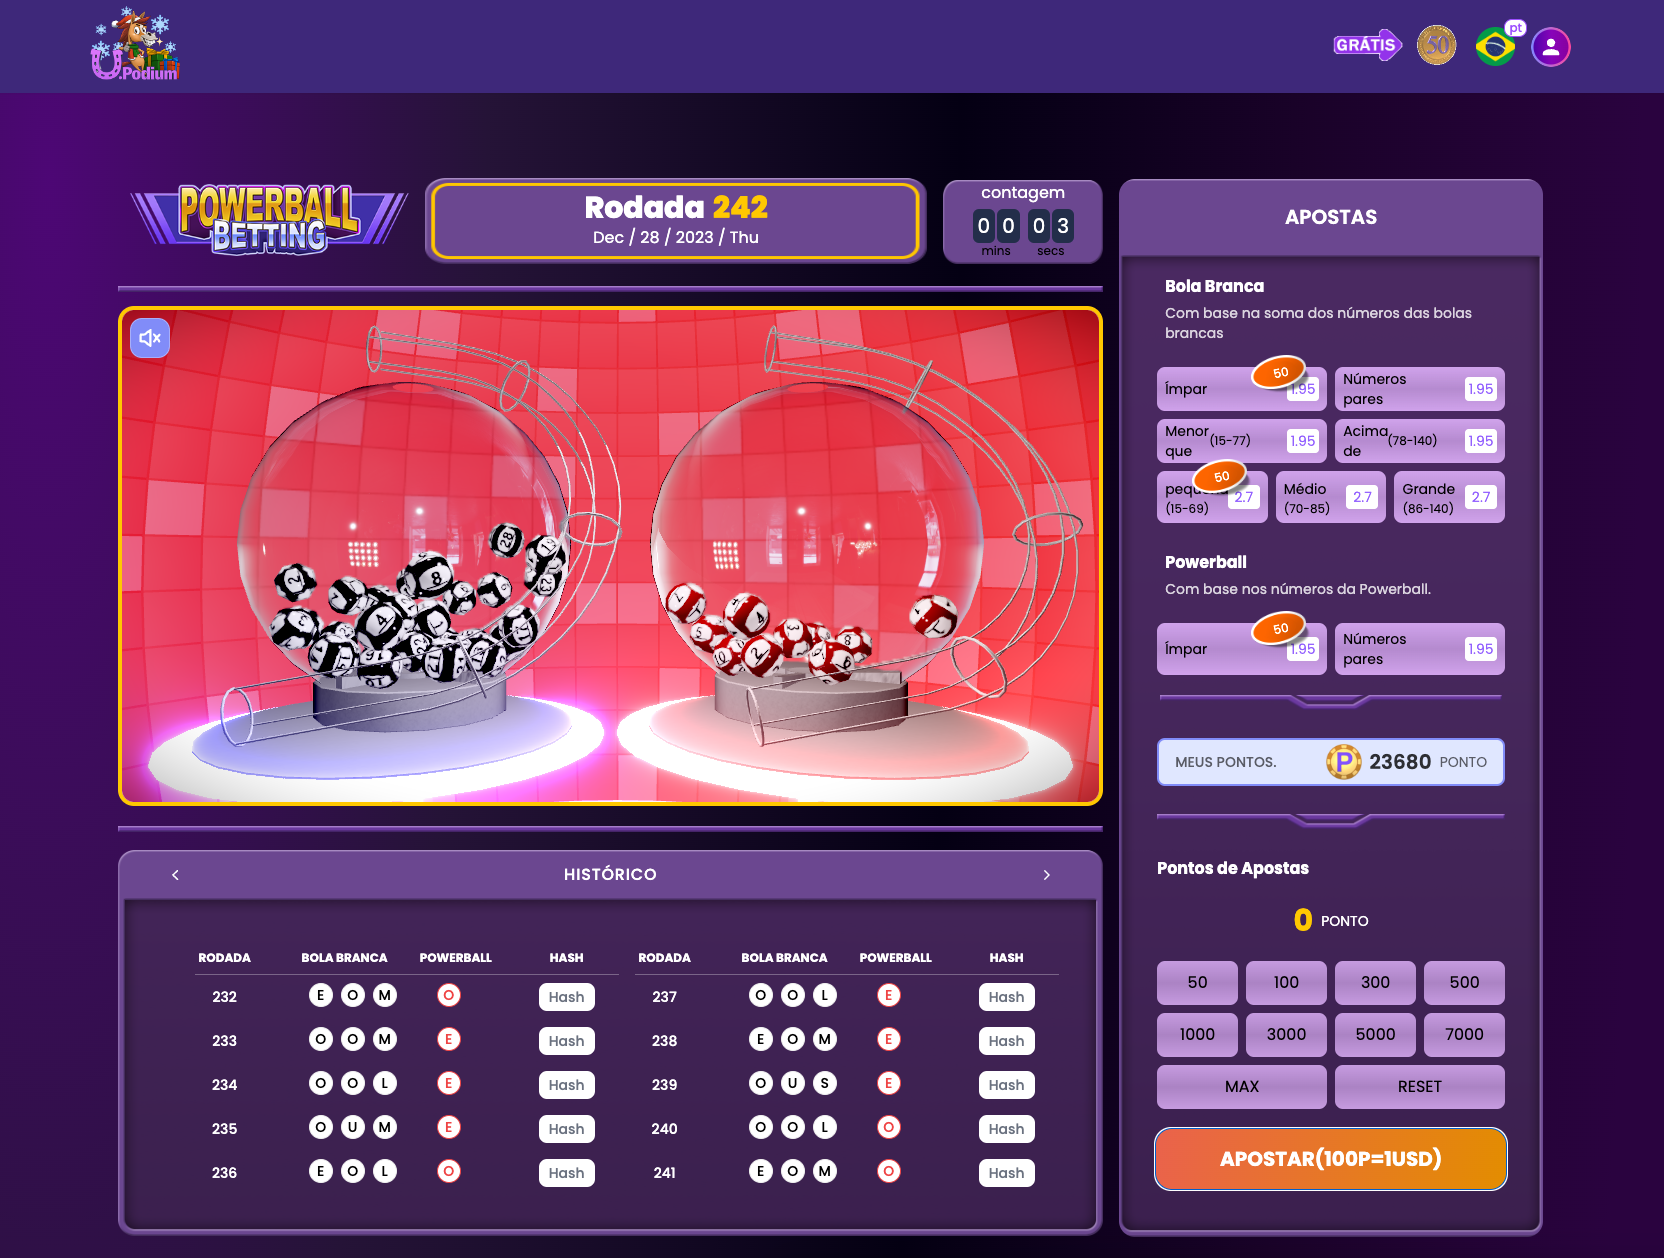 U.Podium
GRÁTIS
50
pt
POWERBALL
BETTING
Rodada 242
Dec / 28 / 2023 / Thu
contagem
0 0 0 3
mins secs
HISTÓRICO
RODADA BOLA BRANCA POWERBALL HASH RODADA BOLA BRANCA POWERBALL HASH
232 E O M O Hash 237 O O L E Hash
233 O O M E Hash 238 E O M E Hash
234 O O L E Hash 239 O U S E Hash
235 O U M E Hash 240 O O L O Hash
236 E O L O Hash 241 E O M O Hash
APOSTAS
Bola Branca
Com base na soma dos números das bolas
brancas
Ímpar 50 1.95
Números
pares 1.95
Menor
que (15-77) 1.95
Acima
de (78-140) 1.95
50
(15-69) 2.7
Médio
(70-85) 2.7
Grande
(86-140) 2.7
Powerball
Com base nos números da Powerball.
Ímpar 50 1.95
Números
pares 1.95
MEUS PONTOS. P 23680 PONTO
Pontos de Apostas
0 PONTO
50 100 300 500
1000 3000 5000 7000
MAX RESET
APOSTAR(100P=1USD)